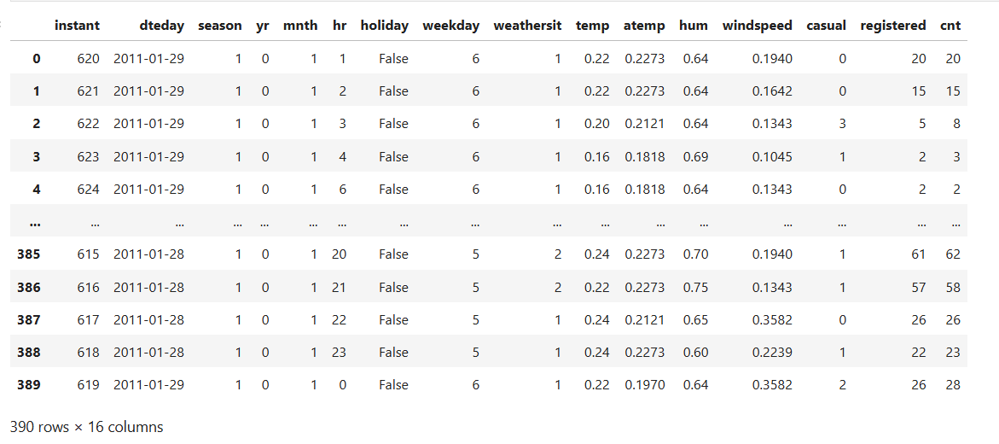 instant dteday season yr mnth hr holiday weekday weathersit temp atemp hum windspeed casual registered cnt
0 620 2011-01-29 1 0 1 1 False 6 1 0.22 0.2273 0.64 0.1940 0 20 20
1 621 2011-01-29 1 0 1 2 False 6 1 0.22 0.2273 0.64 0.1642 0 15 15
2 622 2011-01-29 1 0 1 3 False 6 1 0.20 0.2121 0.64 0.1343 3 5 8
3 623 2011-01-29 1 0 1 4 False 6 1 0.16 0.1818 0.69 0.1045 1 2 3
4 624 2011-01-29 1 0 1 6 False 6 1 0.16 0.1818 0.64 0.1343 0 2 2
... ... ... ... ... ... ... ... ... ... ... ... ... ... ... ... ...
385 615 2011-01-28 1 0 1 20 False 5 2 0.24 0.2273 0.70 0.1940 1 61 62
386 616 2011-01-28 1 0 1 21 False 5 2 0.22 0.2273 0.75 0.1343 1 57 58
387 617 2011-01-28 1 0 1 22 False 5 1 0.24 0.2121 0.65 0.3582 0 26 26
388 618 2011-01-28 1 0 1 23 False 5 1 0.24 0.2273 0.60 0.2239 1 22 23
389 619 2011-01-29 1 0 1 0 False 6 1 0.22 0.1970 0.64 0.3582 2 26 28
390 rows × 16 columns